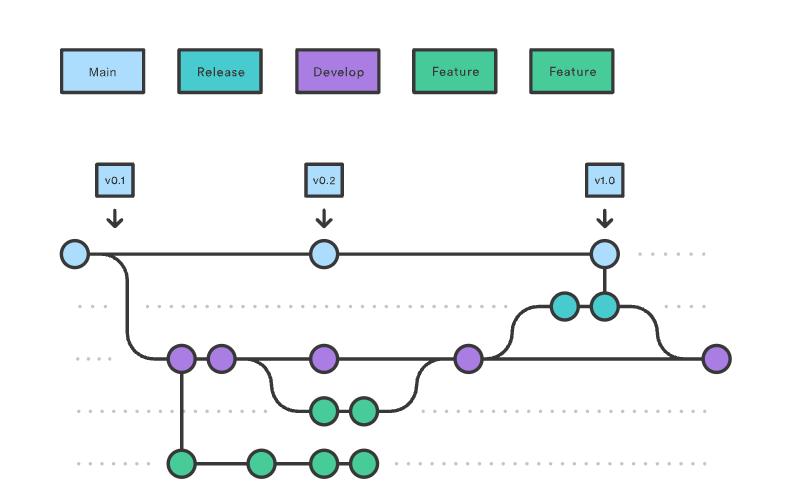 Main
Release
Develop
Feature
Feature
v0.1
v0.2
v1.0